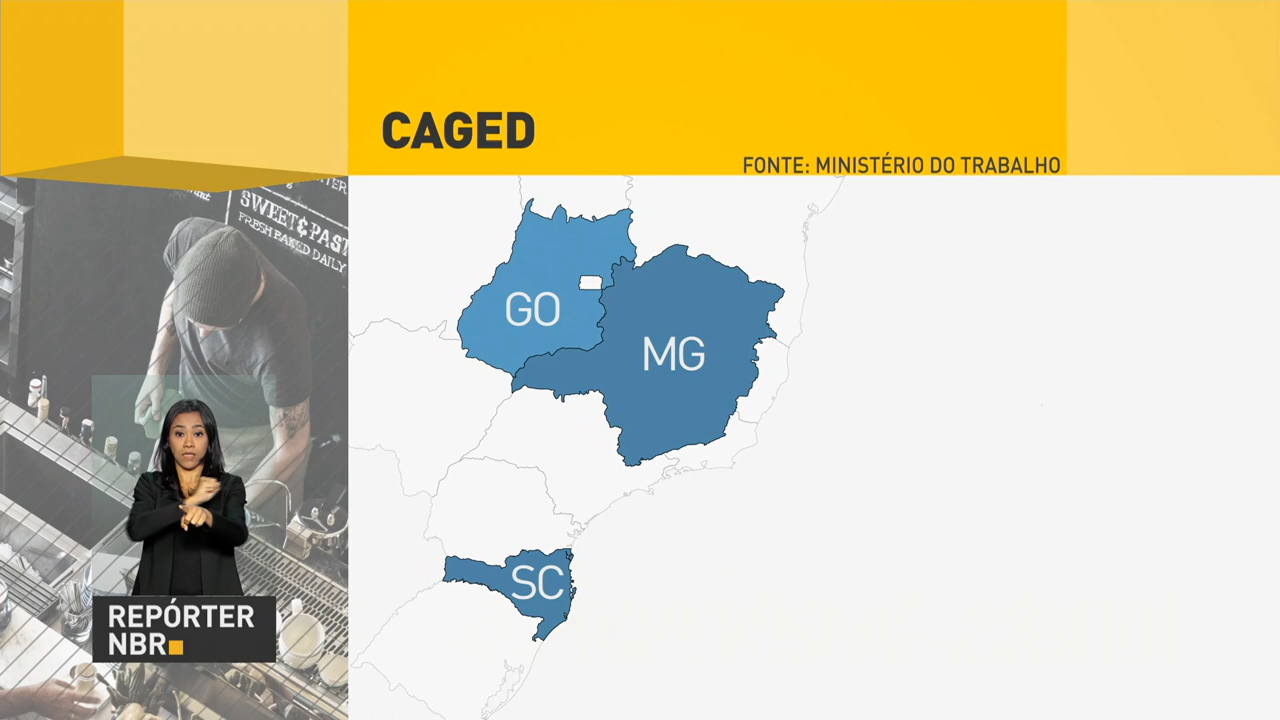 CAGED
FONTE: MINISTÉRIO DO TRABALHO
SWEET & PAST
FRESH BAKED DAILY
GO
MG
SC
REPÓRTER
NBR